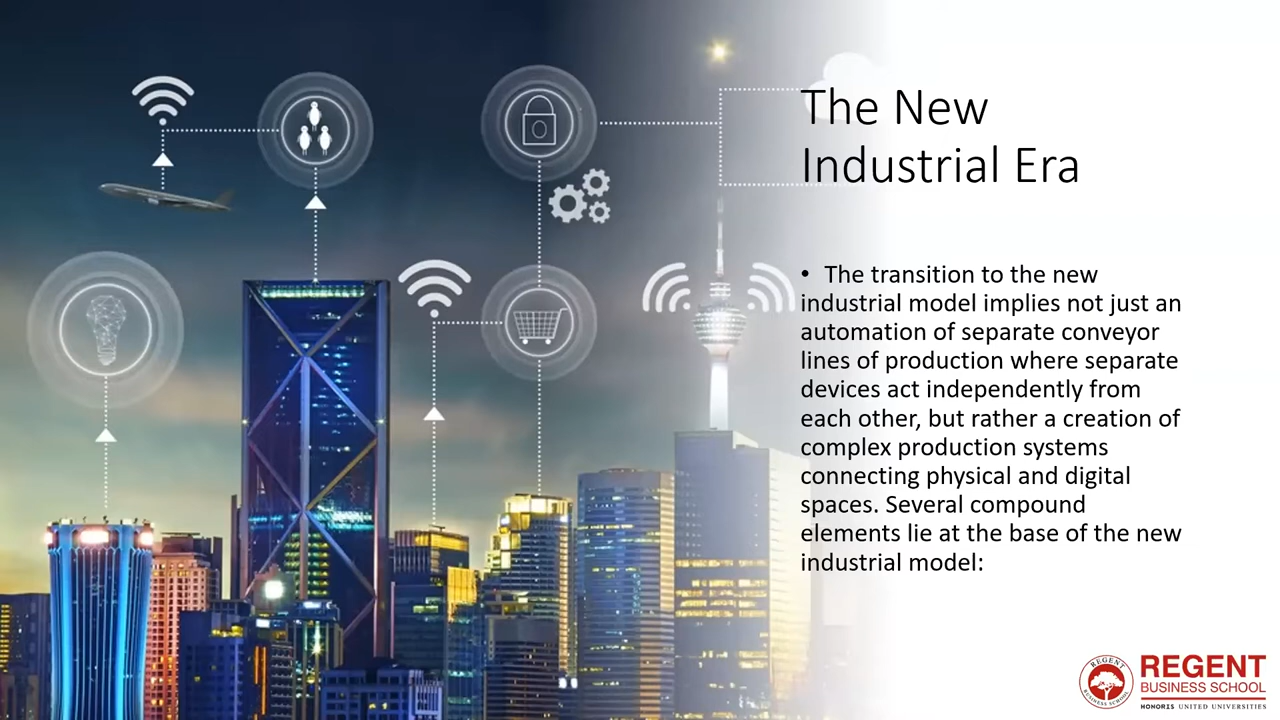 The New
Industrial Era
• The transition to the new
industrial model implies not just an
automation of separate conveyor
lines of production where separate
devices act independently from
each other, but rather a creation of
complex production systems
connecting physical and digital
spaces. Several compound
elements lie at the base of the new
industrial model:
REGENT
BUSINESS SCHOOL
REGENT
BUSINESS SCHOOL
HONORIS UNITED UNIVERSITIES